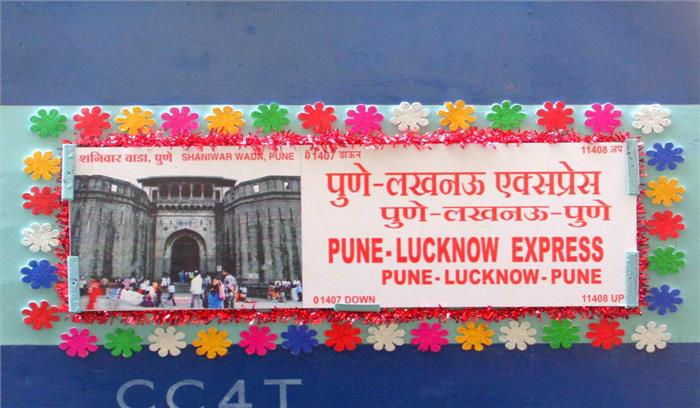 शनिवार वाडा, पुणे SHANIWAR WADA, PUNE
01407 डाऊन
11408 अप
पुणे-लखनऊ एक्सप्रेस
पुणे-लखनऊ-पुणे
PUNE-LUCKNOW EXPRESS
PUNE-LUCKNOW-PUNE
01407 DOWN
11408 UP
CC4T